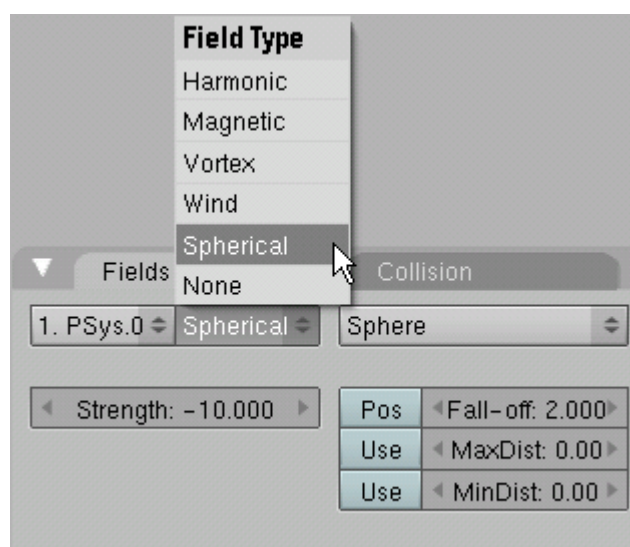 Field Type
Harmonic
Magnetic
Vortex
Wind
Spherical
Fields
Collision
None
1. PSys.0 Spherical Sphere
Strength: -10.000 Pos Fall-off: 2.000
Use MaxDist: 0.00
Use MinDist: 0.00